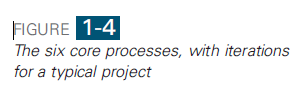 FIGURE 1-4
The six core processes, with iterations
for a typical project